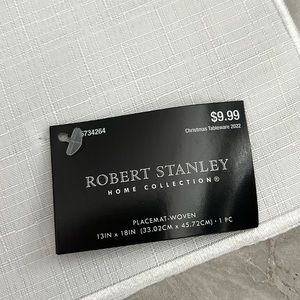 6734264
$9.99
Christmas Tableware 2022
ROBERT STANLEY
HOME COLLECTION®
PLACEMAT-WOVEN
13IN x 18IN (33.02CM x 45.72CM) • 1 PC